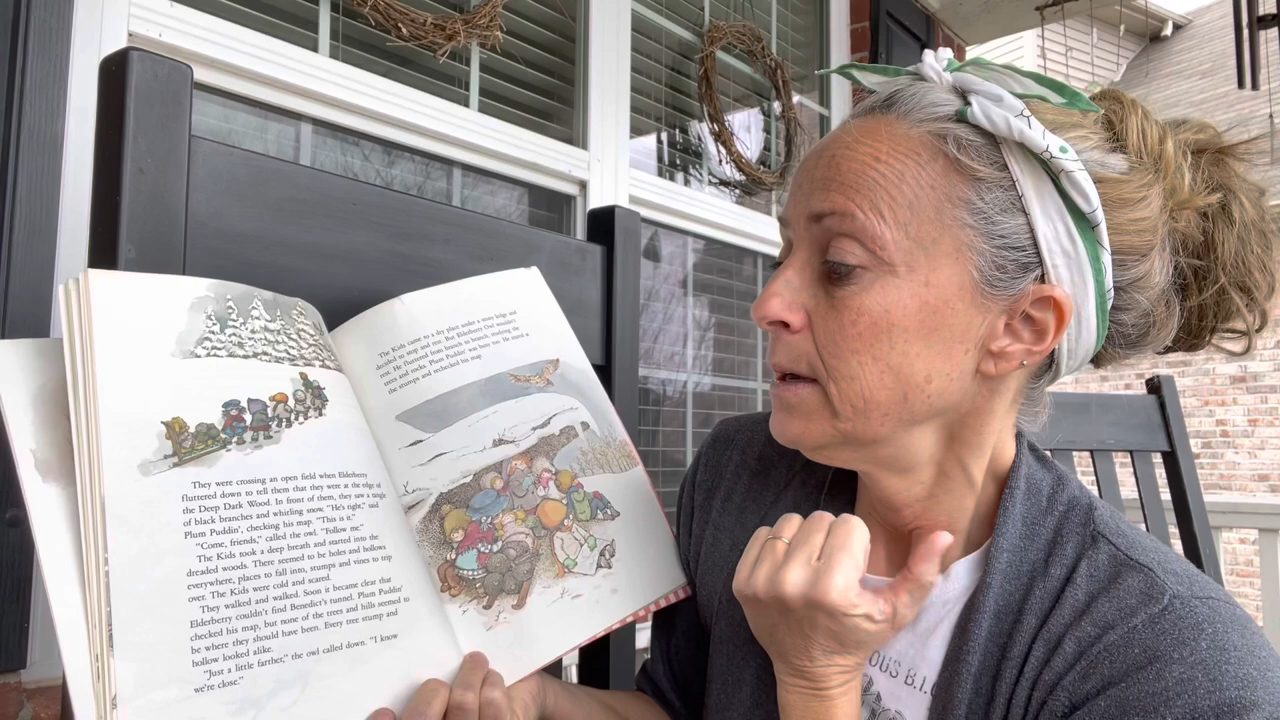 They were crossing an open field when Elderberry
fluttered down to tell them that they were at the edge of
the Deep Dark Wood. In front of them, they saw a tangle
of black branches and whirling snow. "He's right," said
Plum Puddin', checking his map. "This is it."
"Come, friends," called the owl. "Follow me."
The Kids took a deep breath and started into the
dreaded woods. There seemed to be holes and hollows
everywhere, places to fall into, stumps and vines to trip
over. The Kids were cold and scared.
They walked and walked. Soon it became clear that
Elderberry couldn't find Benedict's tunnel. Plum Puddin'
checked his map, but none of the trees and hills seemed to
be where they should have been. Every tree stump and
hollow looked alike.
"Just a little farther," the owl called down. "I know
we're close."
The Kids came to a dry place under a stony ledge and
decided to stop and rest. But Elderberry Owl wouldn't
rest. He fluttered from branch to branch, studying the
trees and rocks. Plum Puddin' was busy too. He stared at
the stumps and rechecked his map.
OUS B.I.